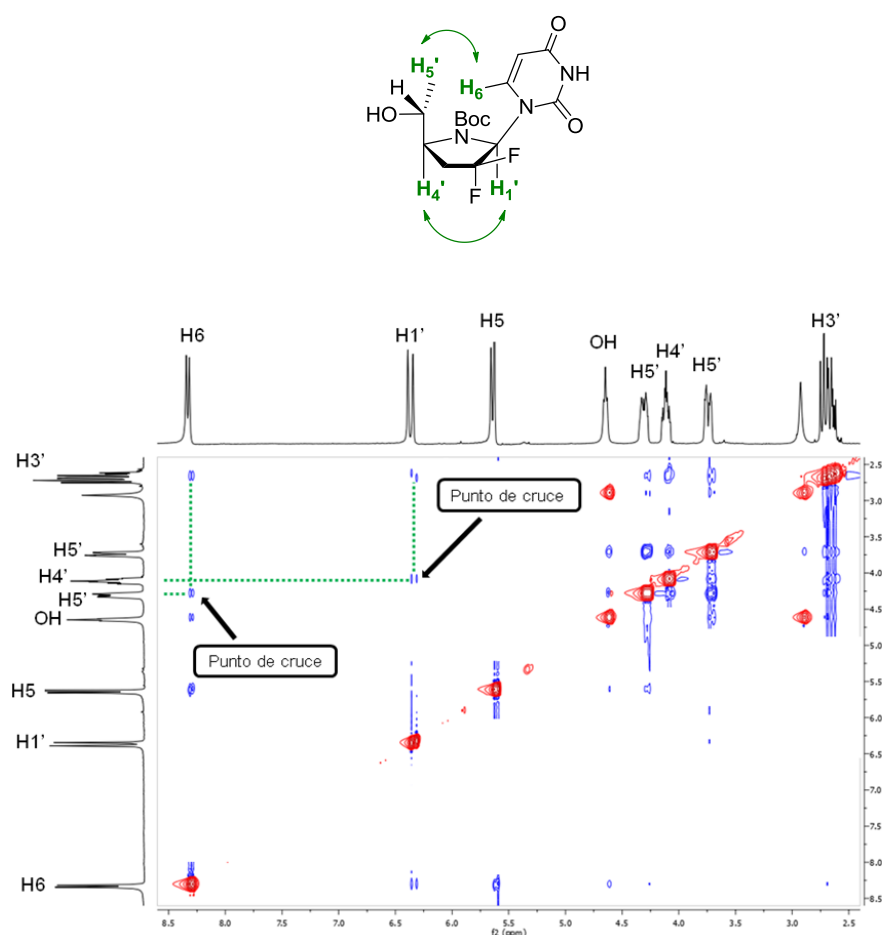 O
H5'
H
H6
NH
N
O
HO
Boc
N
F
F
H4'
H1'
H6
H1'
H5
OH
H5'
H4'
H5'
H3'
H3'
H5'
H4'
H5'
OH
H5
H1'
H6
Punto de cruce
Punto de cruce
2.5
3.0
3.5
4.0
4.5
5.0
5.5
6.0
6.5
7.0
7.5
8.0
8.5
8.5 8.0 7.5 7.0 6.5 6.0 5.5 5.0 4.5 4.0 3.5 3.0 2.5
f2 (ppm)